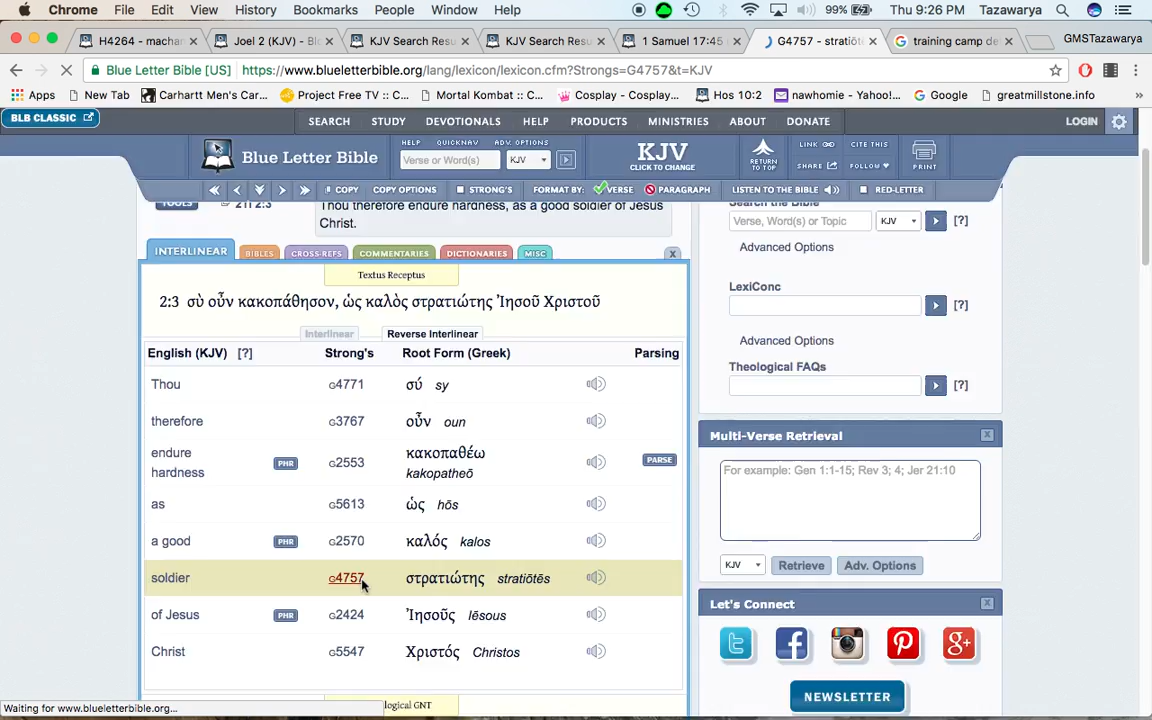 Chrome File Edit View History Bookmarks People Window Help 99% Thu 9:26 PM Tazawarya
H4264 - machan Joel 2 (KJV) - Bl KJV Search Resu KJV Search Resu 1 Samuel 17:45 G4757 - stratiōt training camp de GMSTazawarya
Blue Letter Bible [US] https://www.blueletterbible.org/lang/lexicon/lexicon.cfm?Strongs=G4757&t=KJV
Apps New Tab Carhartt Men's Car... Project Free TV :: C... Mortal Kombat :: C... Cosplay - Cosplay... Hos 10:2 nawhomie - Yahoo!... Google greatmillstone.info »
BLB CLASSIC SEARCH STUDY DEVOTIONALS HELP PRODUCTS MINISTRIES ABOUT DONATE LOGIN
HELP QUICKNAV ADV. OPTIONS
Blue Letter Bible Verse or Word(s) KJV KJV CLICK TO CHANGE RETURN TO TOP LINK CITE THIS SHARE FOLLOW PRINT
COPY COPY OPTIONS STRONG'S FORMAT BY: VERSE PARAGRAPH LISTEN TO THE BIBLE RED-LETTER
TOOLS 2Ti 2:3 Thou therefore endure hardness, as a good soldier of Jesus
Christ.
INTERLINEAR BIBLES CROSS-REFS COMMENTARIES DICTIONARIES MISC X
Textus Receptus
2:3 σὺ οὖν κακοπάθησον, ὡς καλὸς στρατιώτης Ἰησοῦ Χριστοῦ
Interlinear Reverse Interlinear
English (KJV) [?] Strong's Root Form (Greek) Parsing
Thou G4771 σύ sy
therefore G3767 οὖν oun
endure hardness PHR G2553 κακοπαθέω kakopatheō PARSE
as G5613 ὡς hōs
a good PHR G2570 καλός kalos
soldier G4757 στρατιώτης stratiōtēs
of Jesus PHR G2424 Ἰησοῦς Iēsous
Christ G5547 Χριστός Christos
ological GNT
Search the Bible
Verse, Word(s) or Topic KJV [?]
Advanced Options
LexiConc
[?]
Advanced Options
Theological FAQs
[?]
Multi-Verse Retrieval X
For example: Gen 1:1-15; Rev 3; 4; Jer 21:10
KJV Retrieve Adv. Options
Let's Connect X
NEWSLETTER
Waiting for www.blueletterbible.org...